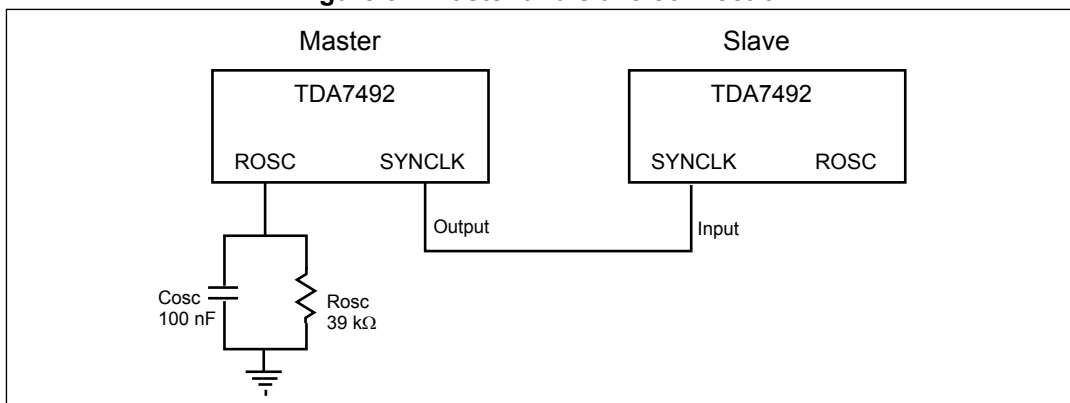 Master Slave
TDA7492 TDA7492
ROSC SYNCLK SYNCLK ROSC
Output Input
Cosc
100 nF
Rosc
39 kΩ